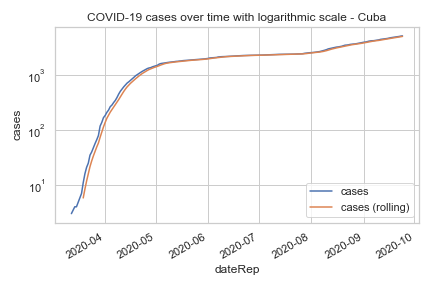 COVID-19 cases over time with logarithmic scale - Cuba
cases
10³
10²
10¹
cases
cases (rolling)
2020-04
2020-05
2020-06
2020-07
2020-08
2020-09
2020-10
dateRep